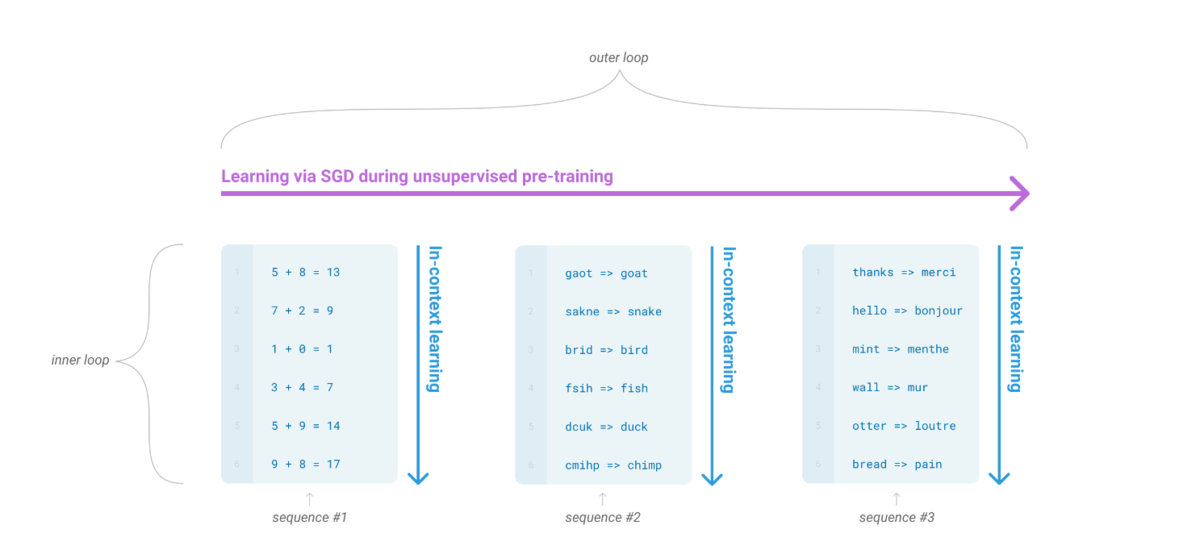 outer loop
Learning via SGD during unsupervised pre-training
inner loop
1 5 + 8 = 13
2 7 + 2 = 9
3 1 + 0 = 1
4 3 + 4 = 7
5 5 + 9 = 14
6 9 + 8 = 17
In-context learning
sequence #1
1 gaot => goat
2 sakne => snake
3 brid => bird
4 fsih => fish
5 dcuk => duck
6 cmihp => chimp
In-context learning
sequence #2
1 thanks => merci
2 hello => bonjour
3 mint => menthe
4 wall => mur
5 otter => loutre
6 bread => pain
In-context learning
sequence #3